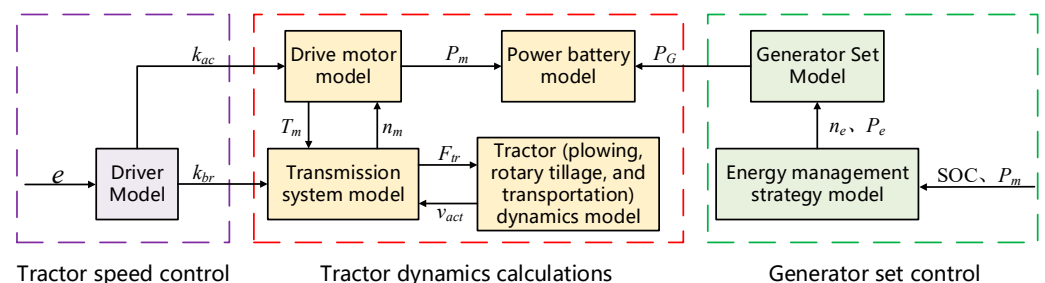 k_ac
Drive motor
model
P_m
Power battery
model
P_G
Generator Set
Model
T_m
n_m
n_e、P_e
e
Driver
Model
k_br
Transmission
system model
F_tr
v_act
Tractor (plowing,
rotary tillage, and
transportation)
dynamics model
Energy management
strategy model
SOC、P_m
Tractor speed control
Tractor dynamics calculations
Generator set control